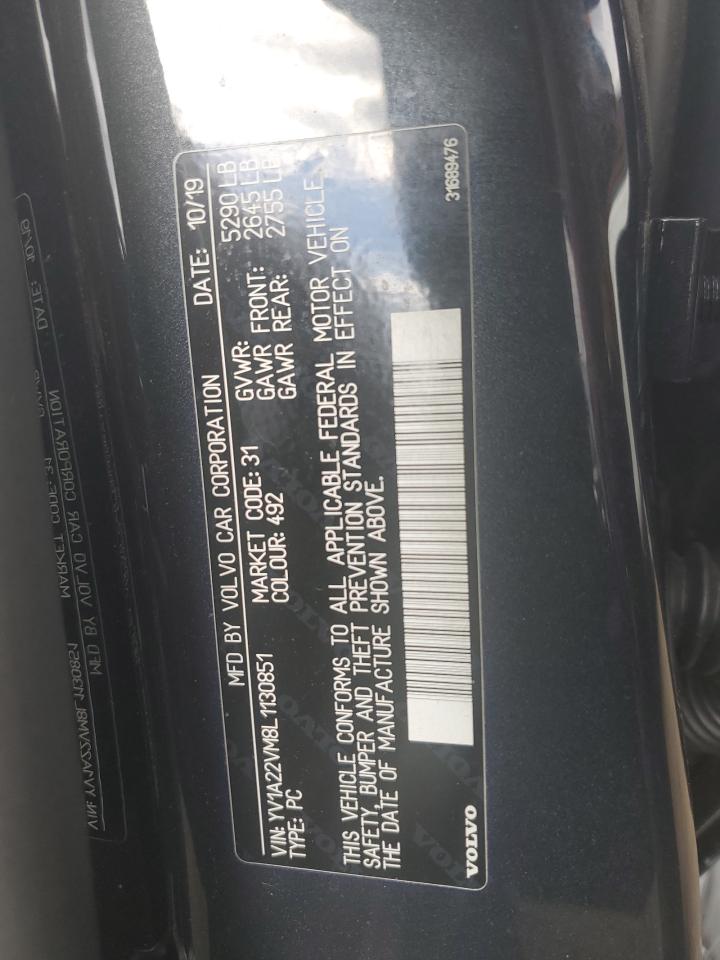 MFD BY VOLVO CAR CORPORATION DATE: 10/19
VIN: YV1A22VM8L1130851 MARKET CODE: 31 GVWR: 5290 LB
TYPE: PC COLOUR: 492 GAWR FRONT: 2645 LB
GAWR REAR: 2755 LB
THIS VEHICLE CONFORMS TO ALL APPLICABLE FEDERAL MOTOR VEHICLE
SAFETY, BUMPER AND THEFT PREVENTION STANDARDS IN EFFECT ON
THE DATE OF MANUFACTURE SHOWN ABOVE.
VOLVO 31689476